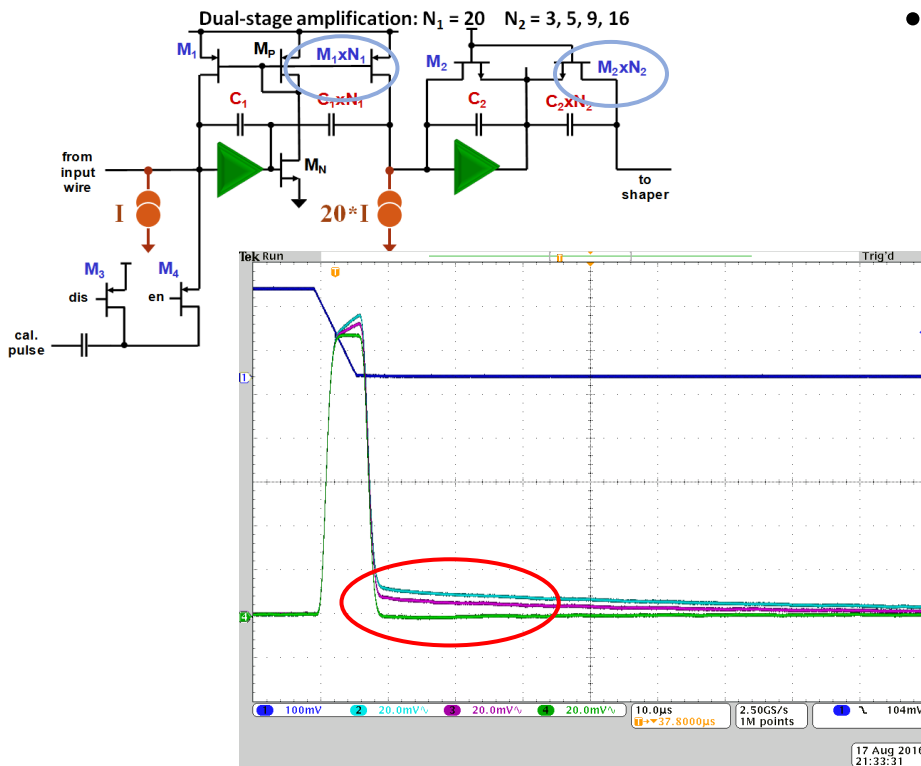 Dual-stage amplification: N1 = 20 N2 = 3, 5, 9, 16
M1
MP
M1xN1
M2
M2xN2
C1
C1xN1
C2
C2xN2
from
input
wire
MN
to
shaper
I
20*I
M3
M4
dis
en
cal.
pulse
Tek Run
Trig'd
T
T
1
4
1 100mV
2 20.0mV∿
3 20.0mV∿
4 20.0mV∿
10.0µs
T→▼37.8000µs
2.50GS/s
1M points
1 104mV
17 Aug 2016
21:33:31